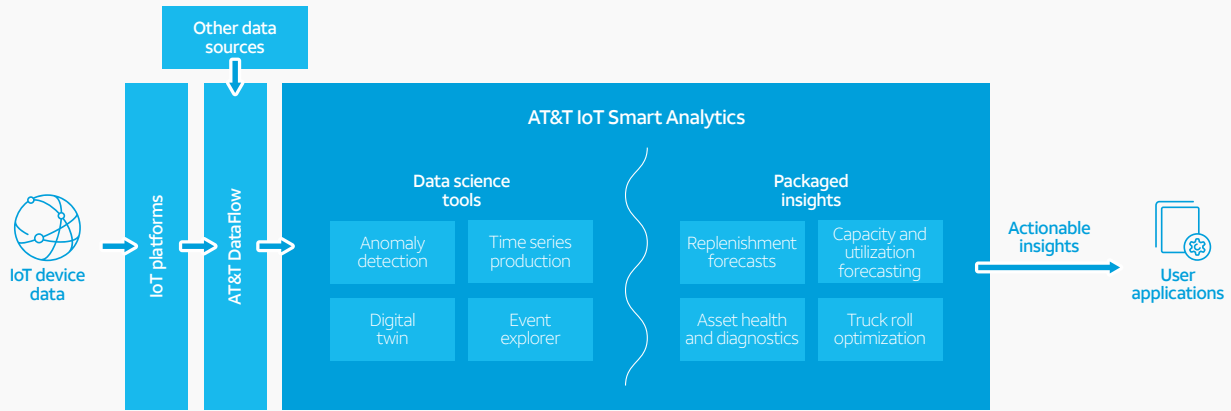 Other data
sources
AT&T IoT Smart Analytics
IoT device
data
IoT platforms
AT&T DataFlow
Data science
tools
Anomaly
detection
Time series
production
Digital
twin
Event
explorer
Packaged
insights
Replenishment
forecasts
Capacity and
utilization
forecasting
Asset health
and diagnostics
Truck roll
optimization
Actionable
insights
User
applications